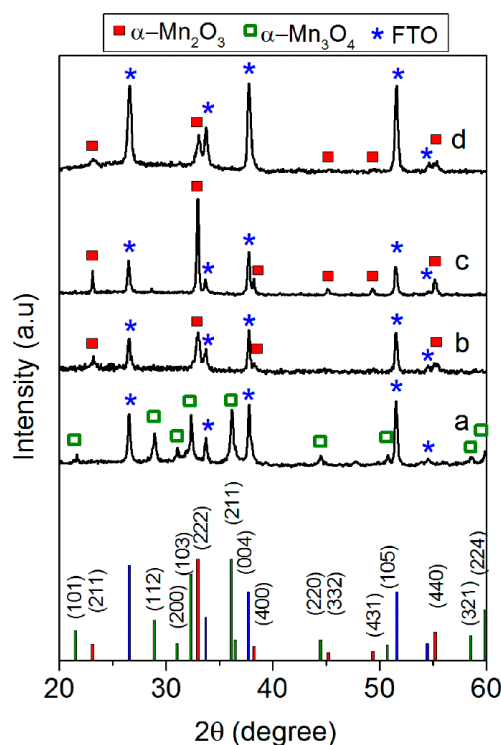 α–Mn2O3 α–Mn3O4 * FTO
d
c
b
a
Intensity (a.u)
(101)
(211)
(112)
(200)
(103)
(222)
(211)
(004)
(400)
(220)
(332)
(431)
(105)
(440)
(321)
(224)
20 30 40 50 60
2θ (degree)